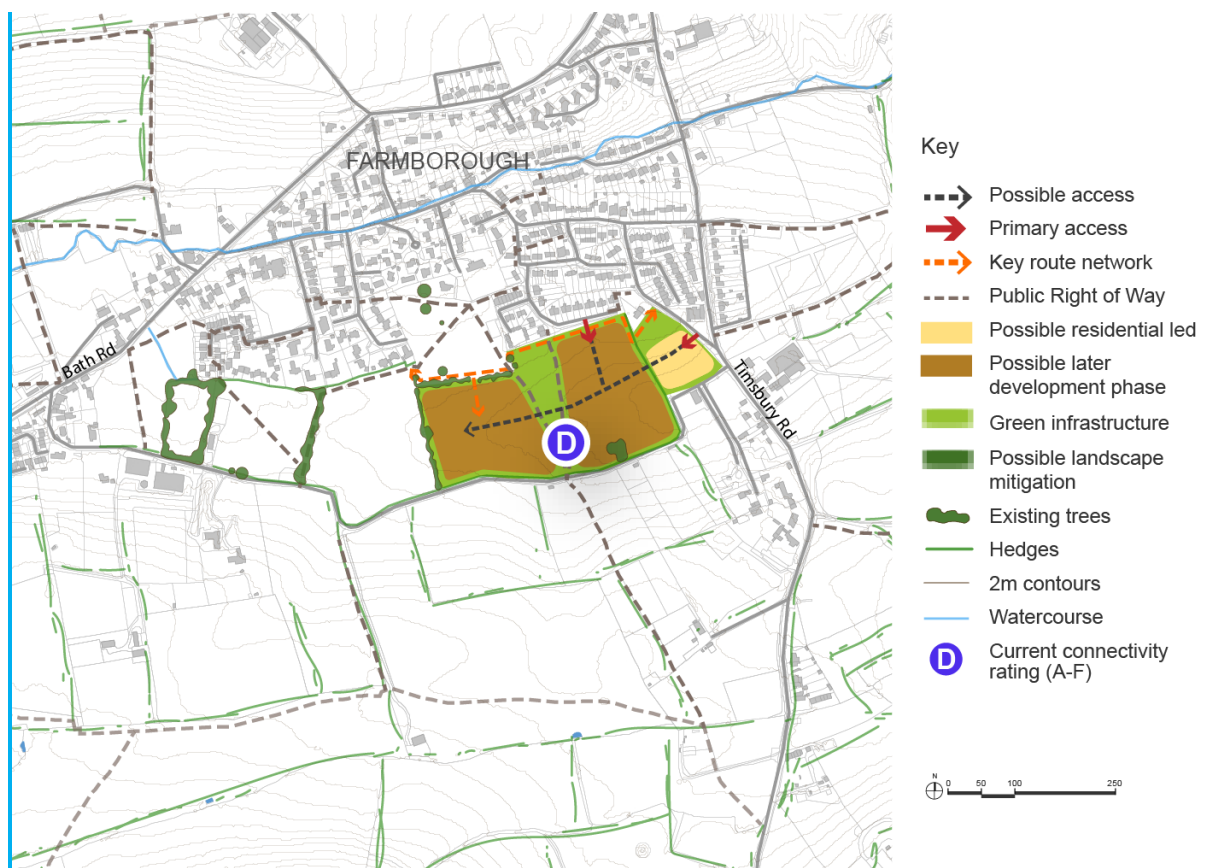 FARMBOROUGH
Bath Rd
Timsbury Rd
D
Key
Possible access
Primary access
Key route network
Public Right of Way
Possible residential led
Possible later
development phase
Green infrastructure
Possible landscape
mitigation
Existing trees
Hedges
2m contours
Watercourse
D
Current connectivity
rating (A-F)
N
0 50 100 250